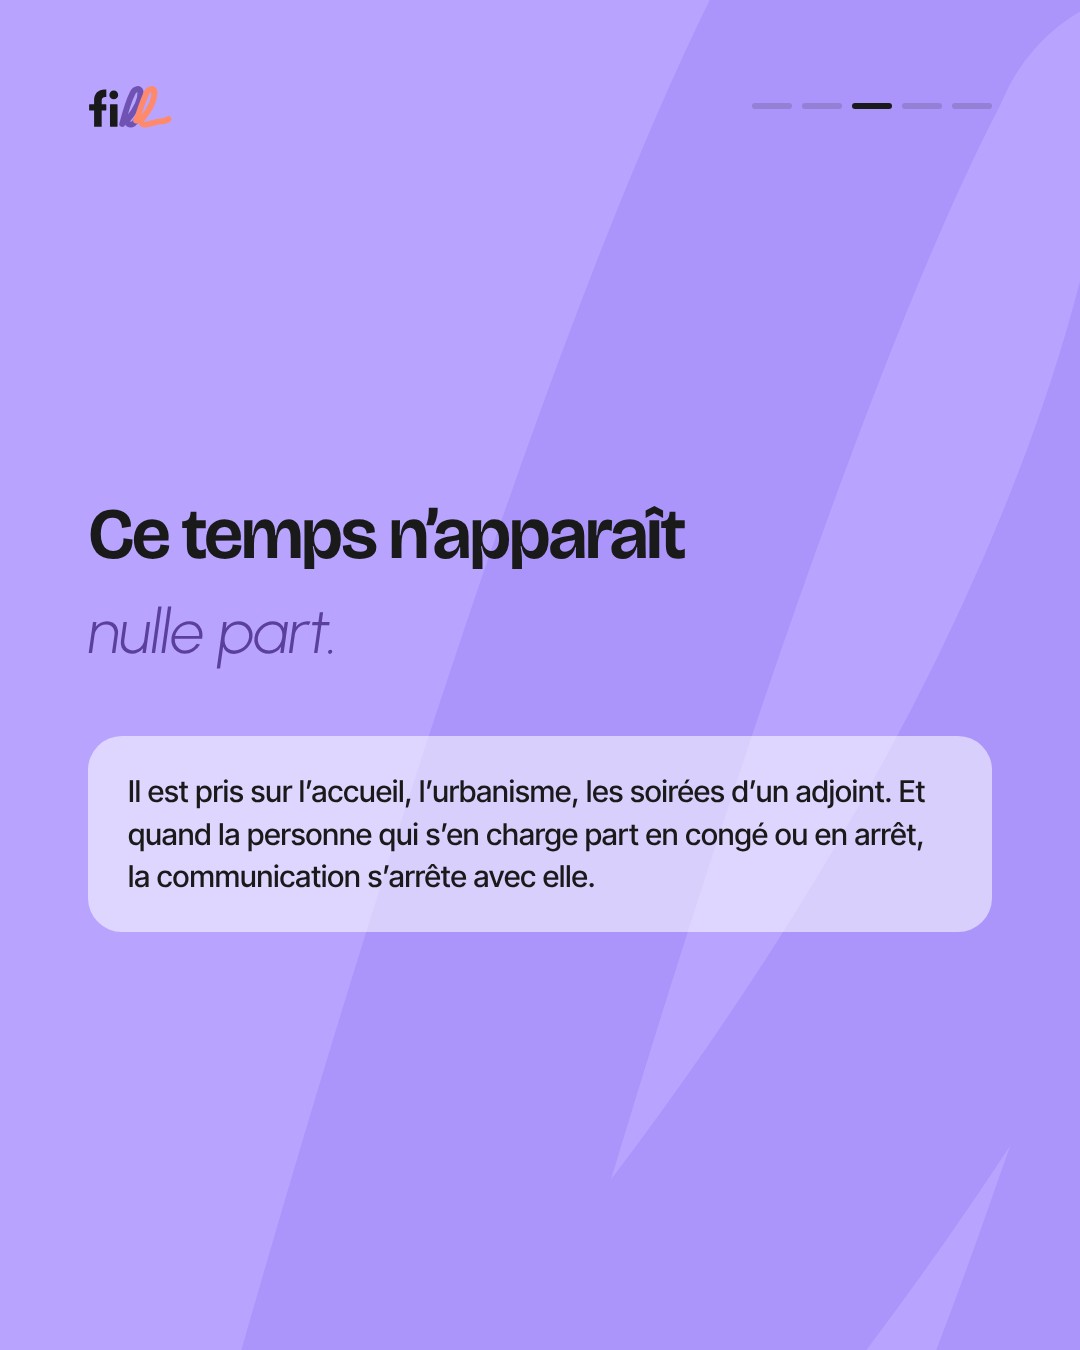 fill
Ce temps n’apparaît
nulle part.
Il est pris sur l’accueil, l’urbanisme, les soirées d’un adjoint. Et
quand la personne qui s’en charge part en congé ou en arrêt,
la communication s’arrête avec elle.